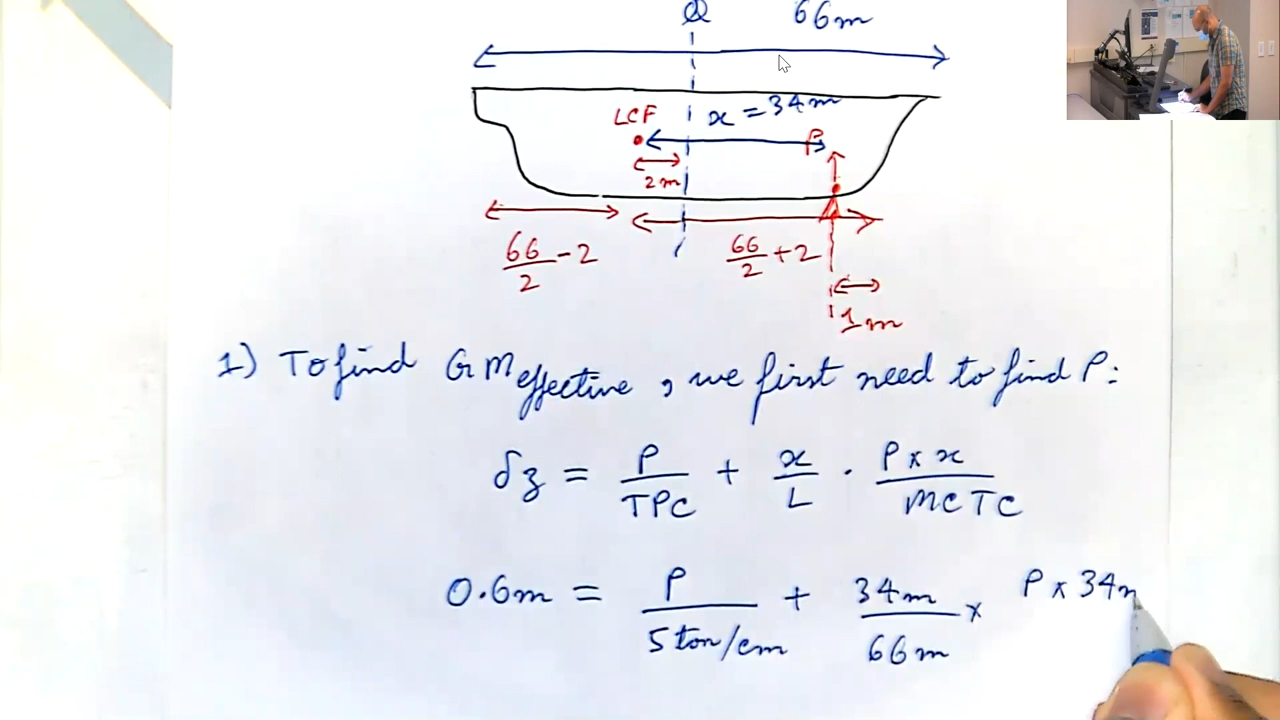 ⦻ 66m
LCF x = 34m P
2m
66/2 - 2 66/2 + 2
1m
1) To find GM effective, we first need to find P:
δz = P/TPC + x/L . P x x/MCTC
0.6m = P/5 ton/cm + 34m/66m x P x 34m